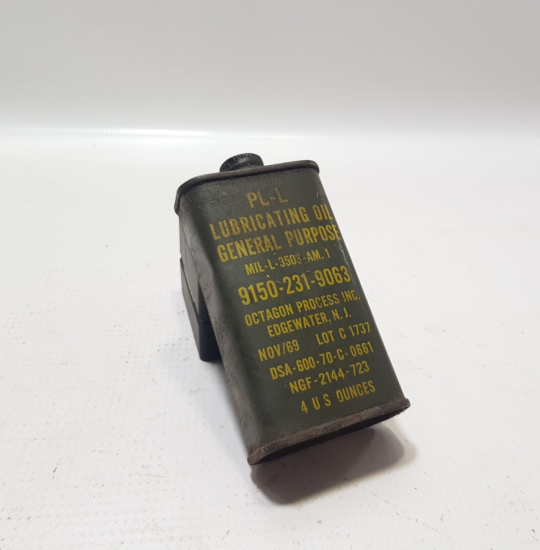 PL-L
LUBRICATING OIL
GENERAL PURPOSE
MIL-L-3503-AM.1
9150-231-9063
OCTAGON PROCESS INC.
EDGEWATER, N. J.
NOV/69 LOT C 1737
DSA-600-70-C-0661
NGF-2144-723
4 U S OUNCES